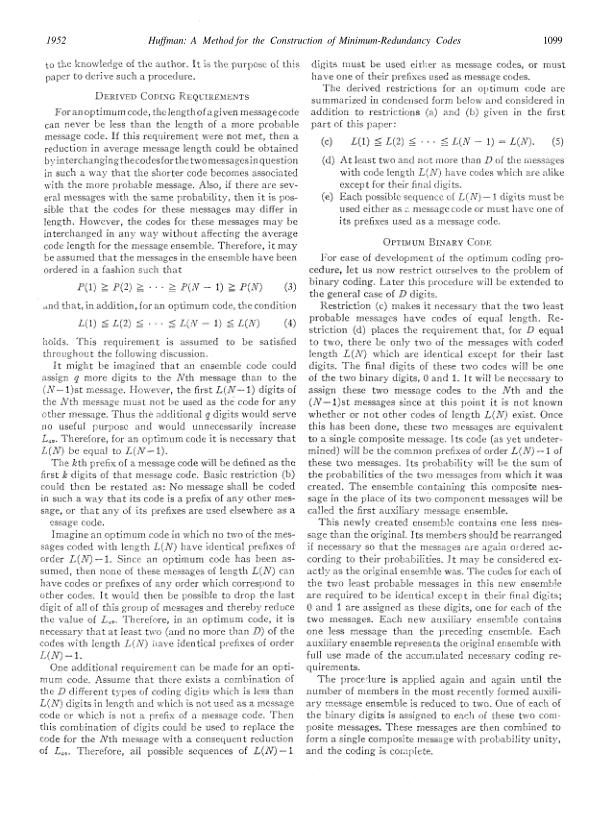 1952
Huffman: A Method for the Construction of Minimum-Redundancy Codes
1099
to the knowledge of the author. It is the purpose of this
paper to derive such a procedure.
DERIVED CODING REQUIREMENTS
For an optimum code, the length of a given message code
can never be less than the length of a more probable
message code. If this requirement were not met, then a
reduction in average message length could be obtained
by interchanging the codes for the two messages in question
in such a way that the shorter code becomes associated
with the more probable message. Also, if there are sev-
eral messages with the same probability, then it is pos-
sible that the codes for these messages may differ in
length. However, the codes for these messages may be
interchanged in any way without affecting the average
code length for the message ensemble. Therefore, it may
be assumed that the messages in the ensemble have been
ordered in a fashion such that
P(1) ≧ P(2) ≧ · · · ≧ P(N − 1) ≧ P(N) (3)
and that, in addition, for an optimum code, the condition
L(1) ≦ L(2) ≦ · · · ≦ L(N − 1) ≦ L(N) (4)
holds. This requirement is assumed to be satisfied
throughout the following discussion.
It might be imagined that an ensemble code could
assign q more digits to the Nth message than to the
(N−1)st message. However, the first L(N−1) digits of
the Nth message must not be used as the code for any
other message. Thus the additional q digits would serve
no useful purpose and would unnecessarily increase
Lav. Therefore, for an optimum code it is necessary that
L(N) be equal to L(N−1).
The kth prefix of a message code will be defined as the
first k digits of that message code. Basic restriction (b)
could then be restated as: No message shall be coded
in such a way that its code is a prefix of any other mes-
sage, or that any of its prefixes are used elsewhere as a
essage code.
Imagine an optimum code in which no two of the mes-
sages coded with length L(N) have identical prefixes of
order L(N)−1. Since an optimum code has been as-
sumed, then none of these messages of length L(N) can
have codes or prefixes of any order which correspond to
other codes. It would then be possible to drop the last
digit of all of this group of messages and thereby reduce
the value of Lav. Therefore, in an optimum code, it is
necessary that at least two (and no more than D) of the
codes with length L(N) have identical prefixes of order
L(N)−1.
One additional requirement can be made for an opti-
mum code. Assume that there exists a combination of
the D different types of coding digits which is less than
L(N) digits in length and which is not used as a message
code or which is not a prefix of a message code. Then
this combination of digits could be used to replace the
code for the Nth message with a consequent reduction
of Lav. Therefore, all possible sequences of L(N)−1
digits must be used either as message codes, or must
have one of their prefixes used as message codes.
The derived restrictions for an optimum code are
summarized in condensed form below and considered in
addition to restrictions (a) and (b) given in the first
part of this paper:
(c) L(1) ≦ L(2) ≦ · · · ≦ L(N − 1) = L(N). (5)
(d) At least two and not more than D of the messages
with code length L(N) have codes which are alike
except for their final digits.
(e) Each possible sequence of L(N)−1 digits must be
used either as a message code or must have one of
its prefixes used as a message code.
OPTIMUM BINARY CODE
For ease of development of the optimum coding pro-
cedure, let us now restrict ourselves to the problem of
binary coding. Later this procedure will be extended to
the general case of D digits.
Restriction (c) makes it necessary that the two least
probable messages have codes of equal length. Re-
striction (d) places the requirement that, for D equal
to two, there be only two of the messages with coded
length L(N) which are identical except for their last
digits. The final digits of these two codes will be one
of the two binary digits, 0 and 1. It will be necessary to
assign these two message codes to the Nth and the
(N−1)st messages since at this point it is not known
whether or not other codes of length L(N) exist. Once
this has been done, these two messages are equivalent
to a single composite message. Its code (as yet undeter-
mined) will be the common prefixes of order L(N)−1 of
these two messages. Its probability will be the sum of
the probabilities of the two messages from which it was
created. The ensemble containing this composite mes-
sage in the place of its two component messages will be
called the first auxiliary message ensemble.
This newly created ensemble contains one less mes-
sage than the original. Its members should be rearranged
if necessary so that the messages are again ordered ac-
cording to their probabilities. It may be considered ex-
actly as the original ensemble was. The codes for each of
the two least probable messages in this new ensemble
are required to be identical except in their final digits;
0 and 1 are assigned as these digits, one for each of the
two messages. Each new auxiliary ensemble contains
one less message than the preceding ensemble. Each
auxiliary ensemble represents the original ensemble with
full use made of the accumulated necessary coding re-
quirements.
The procedure is applied again and again until the
number of members in the most recently formed auxili-
ary message ensemble is reduced to two. One of each of
the binary digits is assigned to each of these two com-
posite messages. These messages are then combined to
form a single composite message with probability unity,
and the coding is complete.